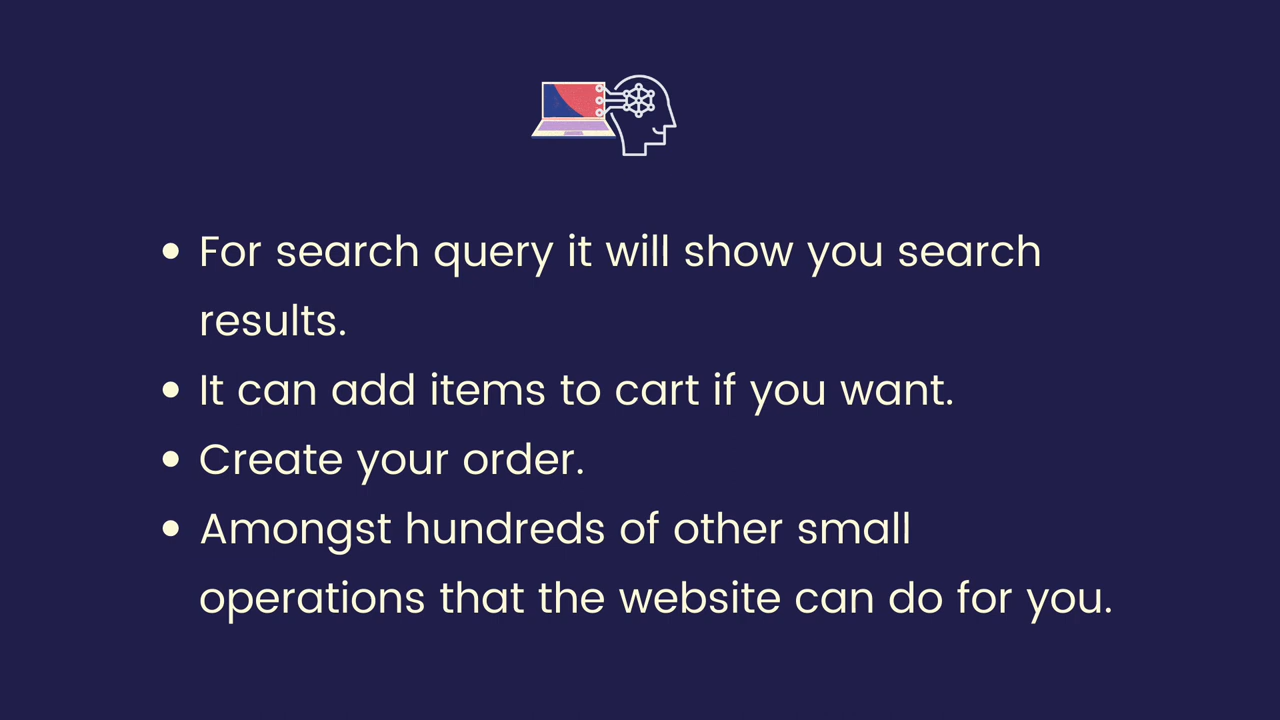 • For search query it will show you search
results.
• It can add items to cart if you want.
• Create your order.
• Amongst hundreds of other small
operations that the website can do for you.